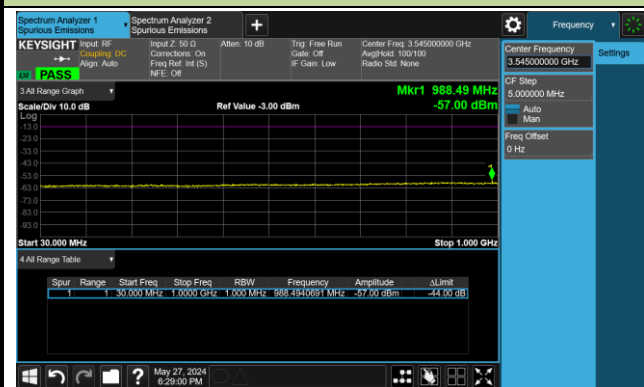 Spectrum Analyzer 1
Spurious Emissions
Spectrum Analyzer 2
Spurious Emissions
Frequency
KEYSIGHT
Input: RF
Coupling: DC
Align: Auto
Input Z: 50 Ω
Corrections: On
Freq Ref: Int (S)
NFE: Off
Atten: 10 dB
Trig: Free Run
Gate: Off
IF Gain: Low
Center Freq: 3.545000000 GHz
Avg|Hold: 100/100
Radio Std: None
PASS
Center Frequency
3.545000000 GHz
Settings
CF Step
5.000000 MHz
Auto
Man
Freq Offset
0 Hz
3 All Range Graph
Mkr1 988.49 MHz
Scale/Div 10.0 dB
Ref Value -3.00 dBm
-57.00 dBm
Log
-13.0
-23.0
-33.0
-43.0
-53.0
-63.0
-73.0
-83.0
-93.0
Start 30.000 MHz
Stop 1.000 GHz
4 All Range Table
Spur Range Start Freq Stop Freq RBW Frequency Amplitude ΔLimit
1 1 30.000 MHz 1.0000 GHz 1.000 MHz 988.4940691 MHz -57.00 dBm -44.00 dB
May 27, 2024
6:29:00 PM